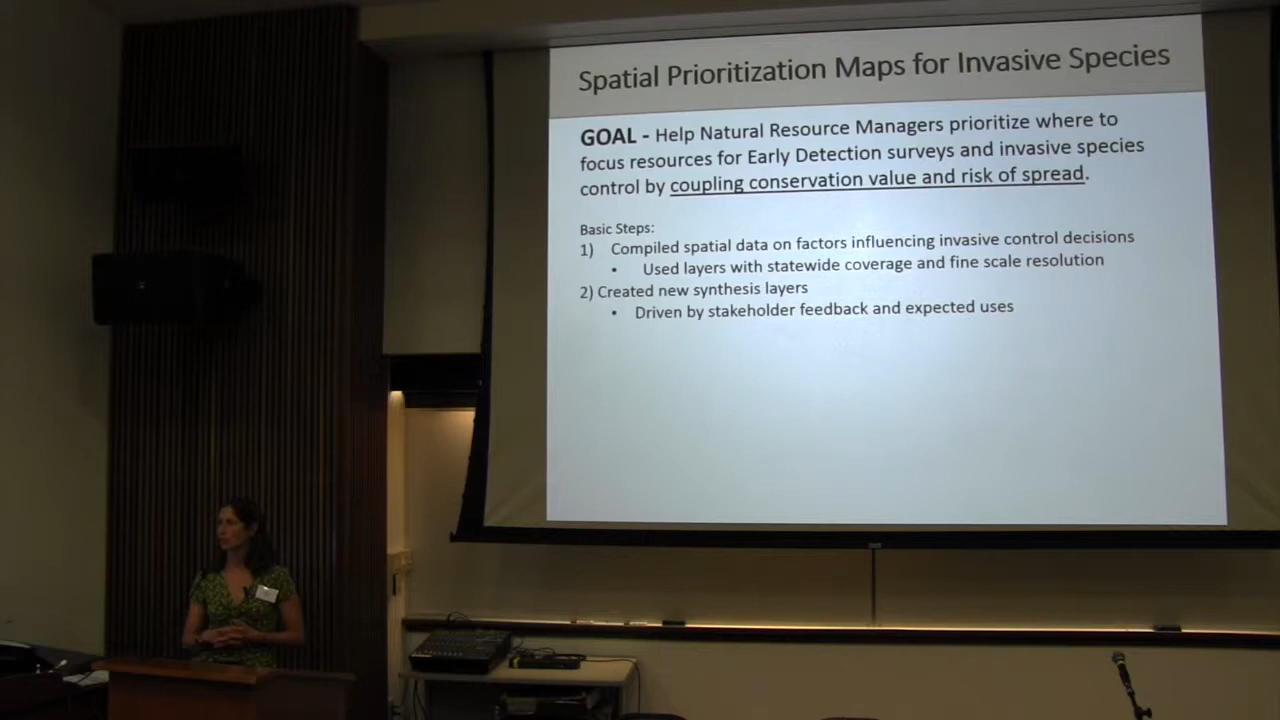 Spatial Prioritization Maps for Invasive Species
GOAL - Help Natural Resource Managers prioritize where to
focus resources for Early Detection surveys and invasive species
control by coupling conservation value and risk of spread.
Basic Steps:
1) Compiled spatial data on factors influencing invasive control decisions
• Used layers with statewide coverage and fine scale resolution
2) Created new synthesis layers
• Driven by stakeholder feedback and expected uses